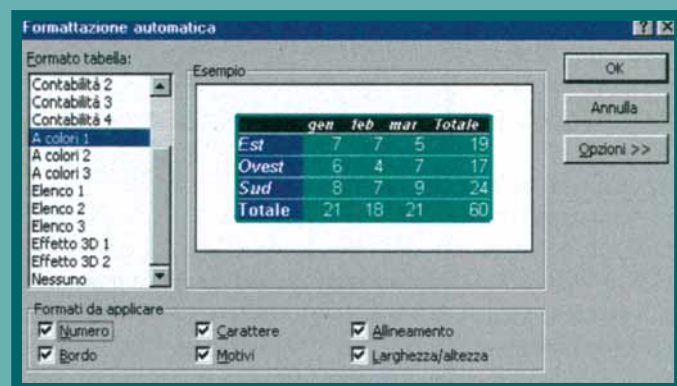 Formattazione automatica
Formato tabella:
Contabilità 2
Contabilità 3
Contabilità 4
A colori 1
A colori 2
A colori 3
Elenco 1
Elenco 2
Elenco 3
Effetto 3D 1
Effetto 3D 2
Nessuno
Esempio
gen feb mar Totale
Est 7 7 5 19
Ovest 6 4 7 17
Sud 8 7 9 24
Totale 21 18 21 60
OK
Annulla
Opzioni >>
Formati da applicare
Numero
Carattere
Allineamento
Bordo
Motivi
Larghezza/altezza